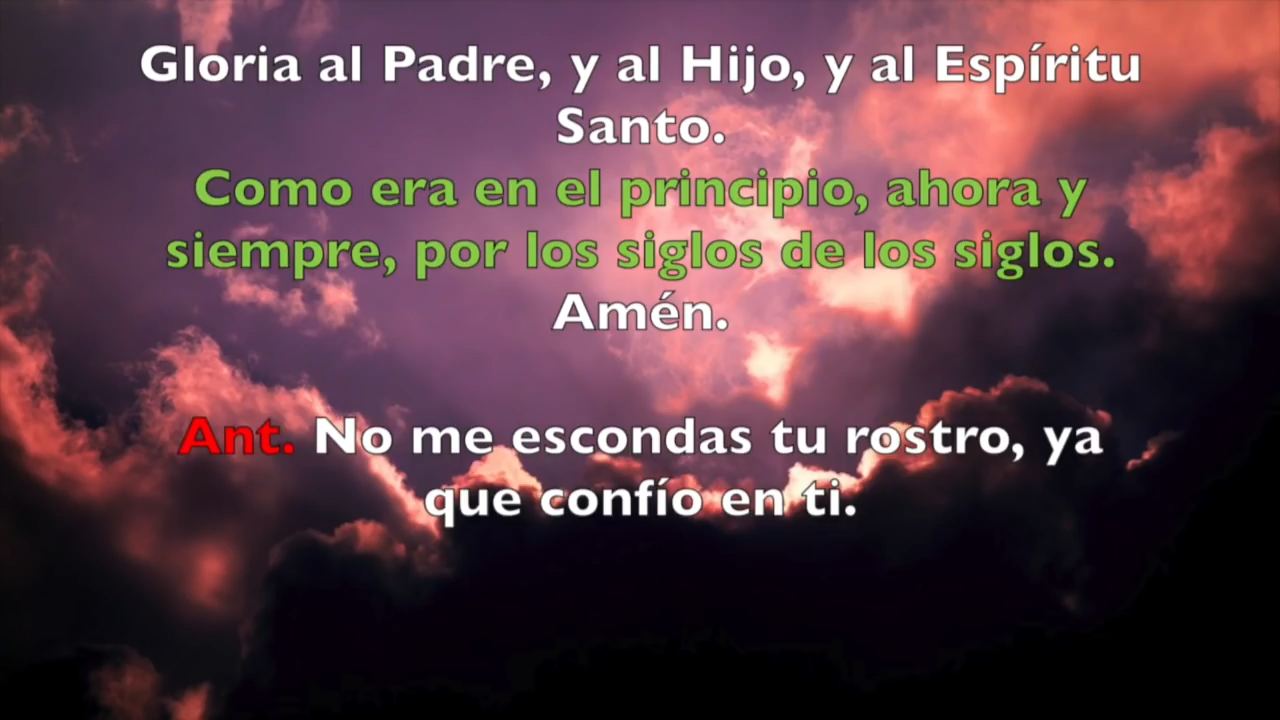 Gloria al Padre, y al Hijo, y al Espíritu
Santo.
Como era en el principio, ahora y
siempre, por los siglos de los siglos.
Amén.
Ant. No me escondas tu rostro, ya
que confío en ti.